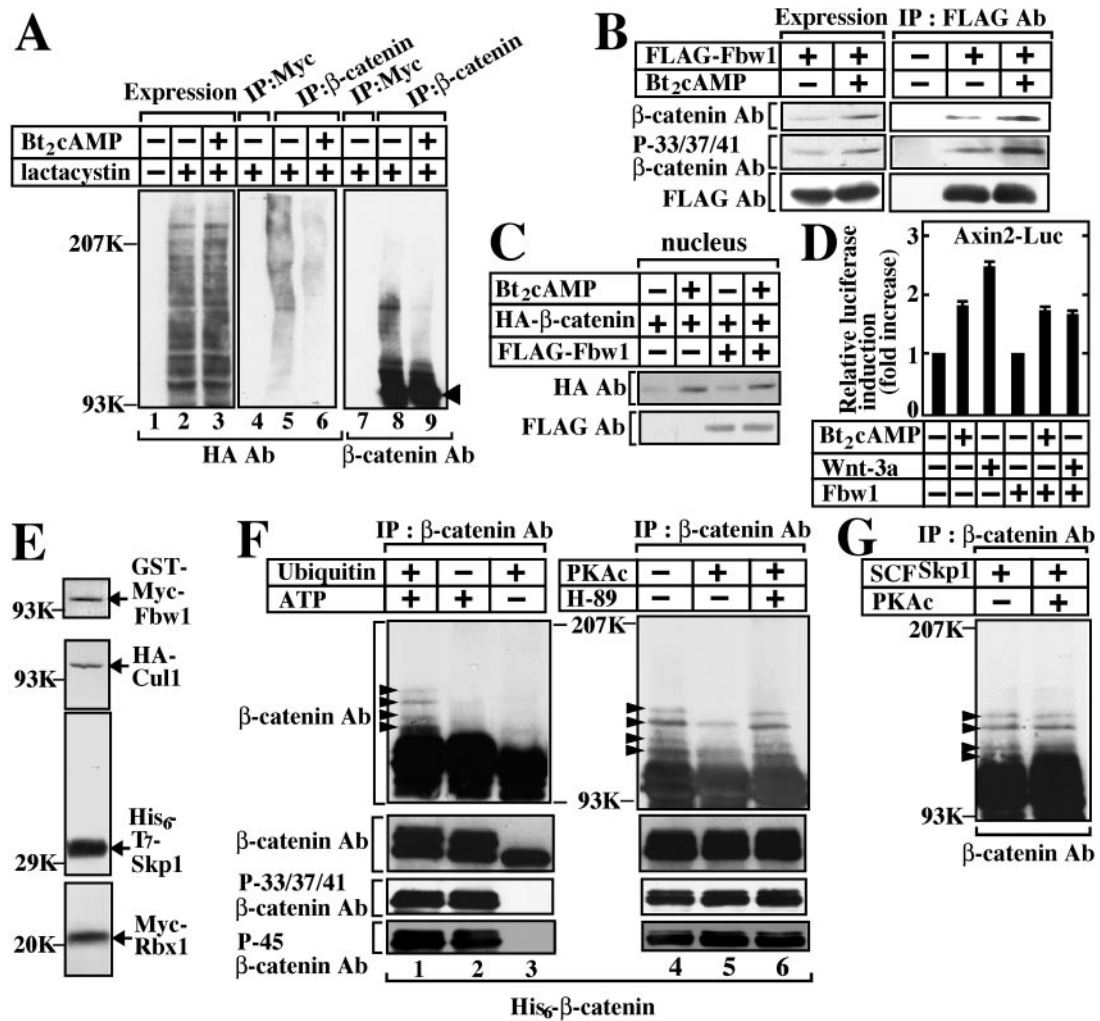 A
Expression
IP:Myc
IP:β-catenin
IP:Myc
IP:β-catenin
Bt₂cAMP − − + − − + − − +
lactacystin − + + + + + + + +
207K
93K
1 2 3 4 5 6 7 8 9
HA Ab
β-catenin Ab
B
Expression
IP : FLAG Ab
FLAG-Fbw1 + + − + +
Bt₂cAMP − + − − +
β-catenin Ab
P-33/37/41
β-catenin Ab
FLAG Ab
C
nucleus
Bt₂cAMP − + − +
HA-β-catenin + + + +
FLAG-Fbw1 − − + +
HA Ab
FLAG Ab
D
Axin2-Luc
Relative luciferase
induction
(fold increase)
3
2
1
0
Bt₂cAMP − + − − + −
Wnt-3a − − + − − +
Fbw1 − − − + + +
E
GST-
Myc-
Fbw1
93K
HA-
Cul1
93K
His₆-
T₇-
Skp1
29K
Myc-
Rbx1
20K
F
IP : β-catenin Ab
Ubiquitin + − +
ATP + + −
β-catenin Ab
β-catenin Ab
P-33/37/41
β-catenin Ab
P-45
β-catenin Ab
1 2 3
IP : β-catenin Ab
PKAc − + +
H-89 − − +
207K
93K
4 5 6
His₆-β-catenin
G
IP : β-catenin Ab
SCF^Skp1 + +
PKAc − +
207K
93K
β-catenin Ab